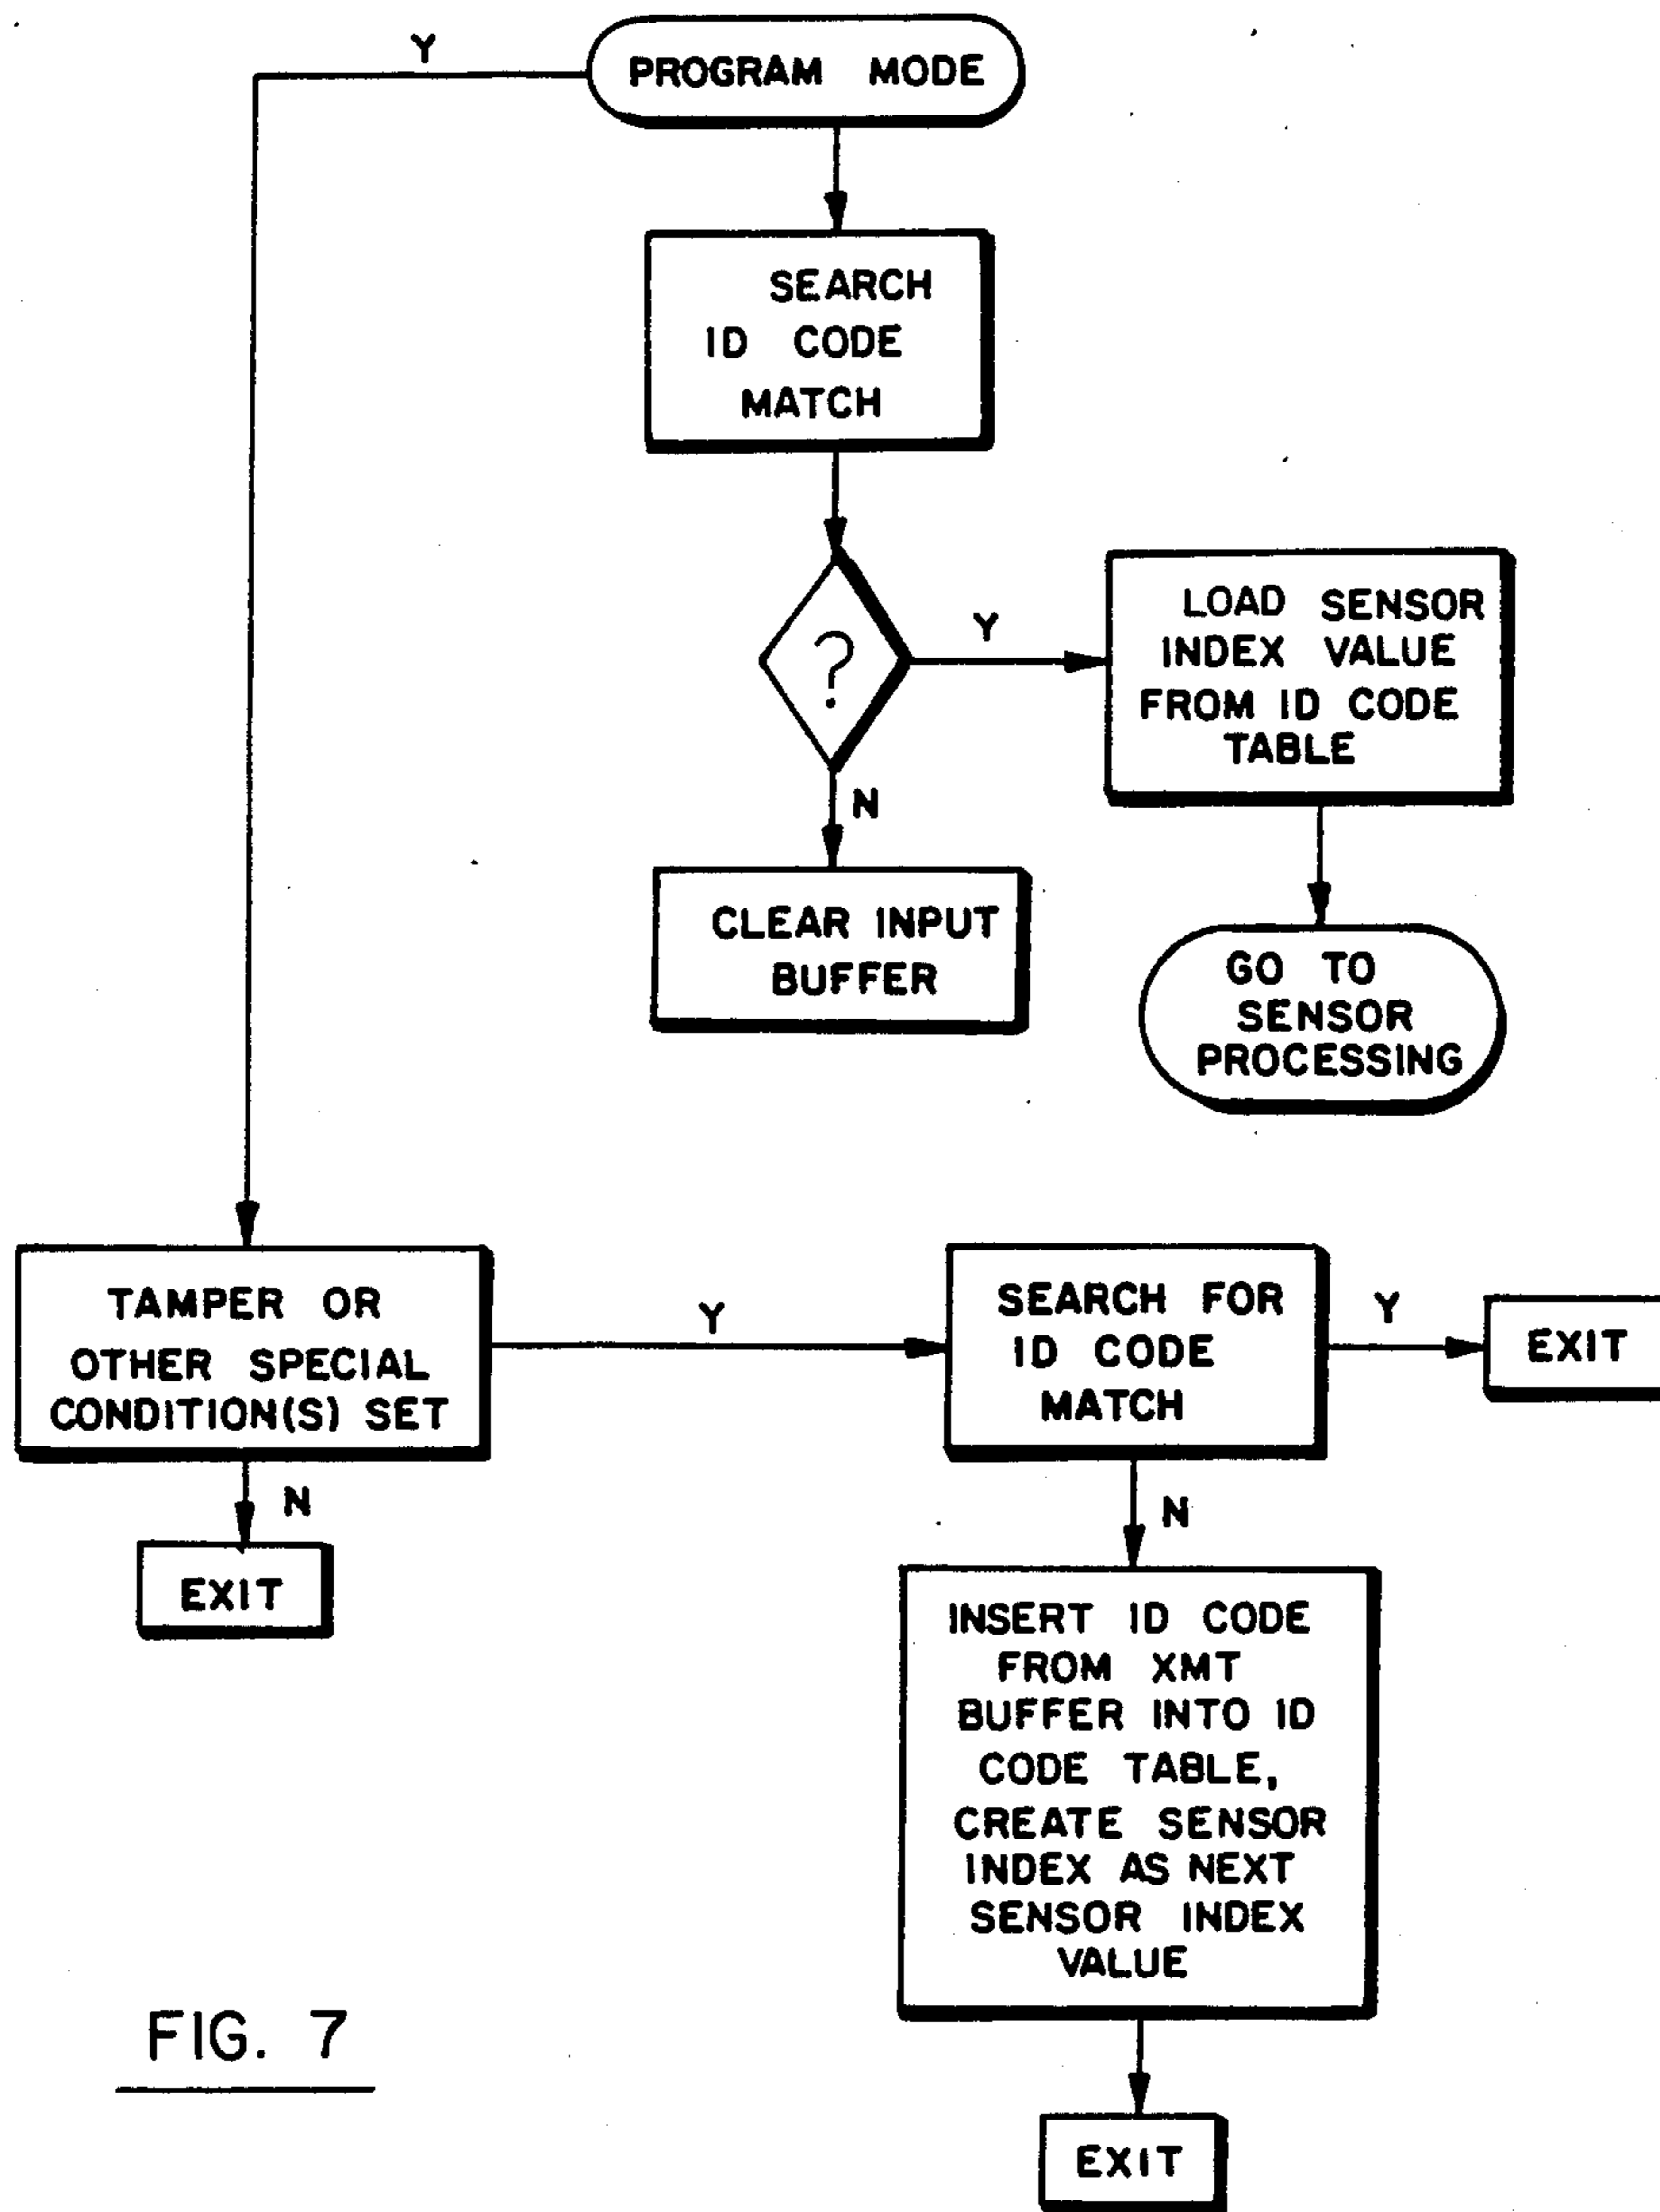 Y
PROGRAM MODE
SEARCH
ID CODE
MATCH
?
Y
LOAD SENSOR
INDEX VALUE
FROM ID CODE
TABLE
N
CLEAR INPUT
BUFFER
GO TO
SENSOR
PROCESSING
TAMPER OR
OTHER SPECIAL
CONDITION(S) SET
Y
SEARCH FOR
ID CODE
MATCH
Y
EXIT
N
EXIT
N
INSERT ID CODE
FROM XMT
BUFFER INTO ID
CODE TABLE,
CREATE SENSOR
INDEX AS NEXT
SENSOR INDEX
VALUE
EXIT
FIG. 7